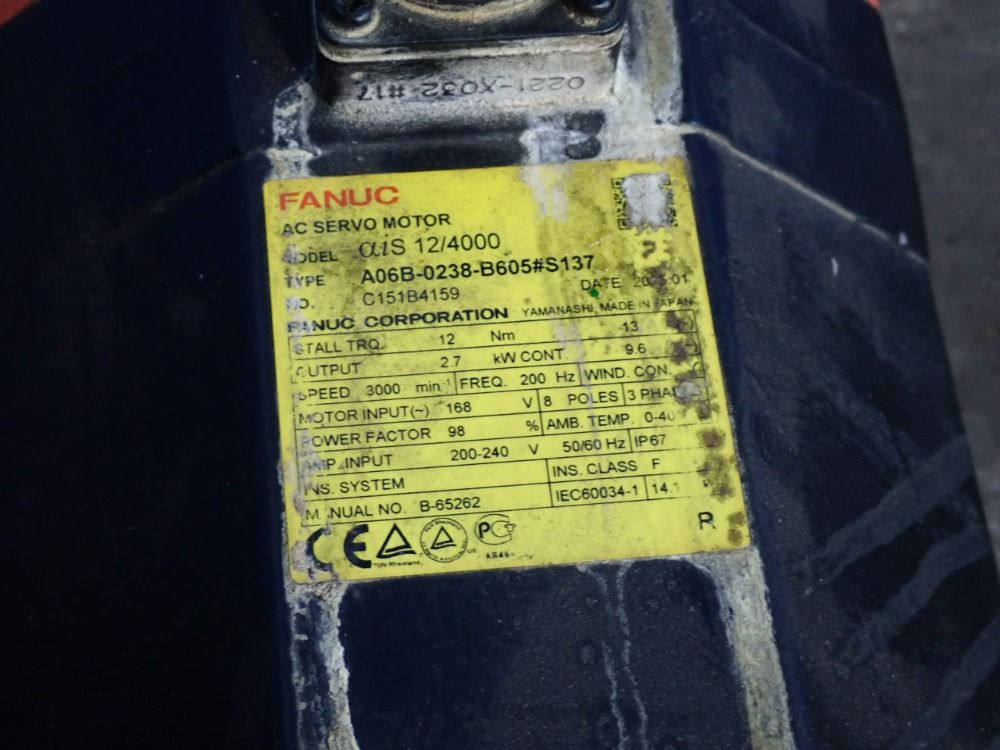 0221-X032 #17
FANUC
AC SERVO MOTOR
MODEL αiS 12/4000
TYPE A06B-0238-B605#S137
NO. C151B4159 DATE
FANUC CORPORATION YAMANASHI, MADE IN JAPAN
STALL TRQ. 12 Nm 13 (~)
OUTPUT 2.7 kW CONT. 9.6
SPEED 3000 min-1 FREQ. 200 Hz WIND. CON.
MOTOR INPUT(~) 168 V 8 POLES 3 PHASE
POWER FACTOR 98 % AMB. TEMP. 0-40
AMP. INPUT 200-240 V 50/60 Hz IP67
INS. SYSTEM INS. CLASS F
MANUAL NO. B-65262 IEC60034-1
CE TUV Rheinland US PCT
R